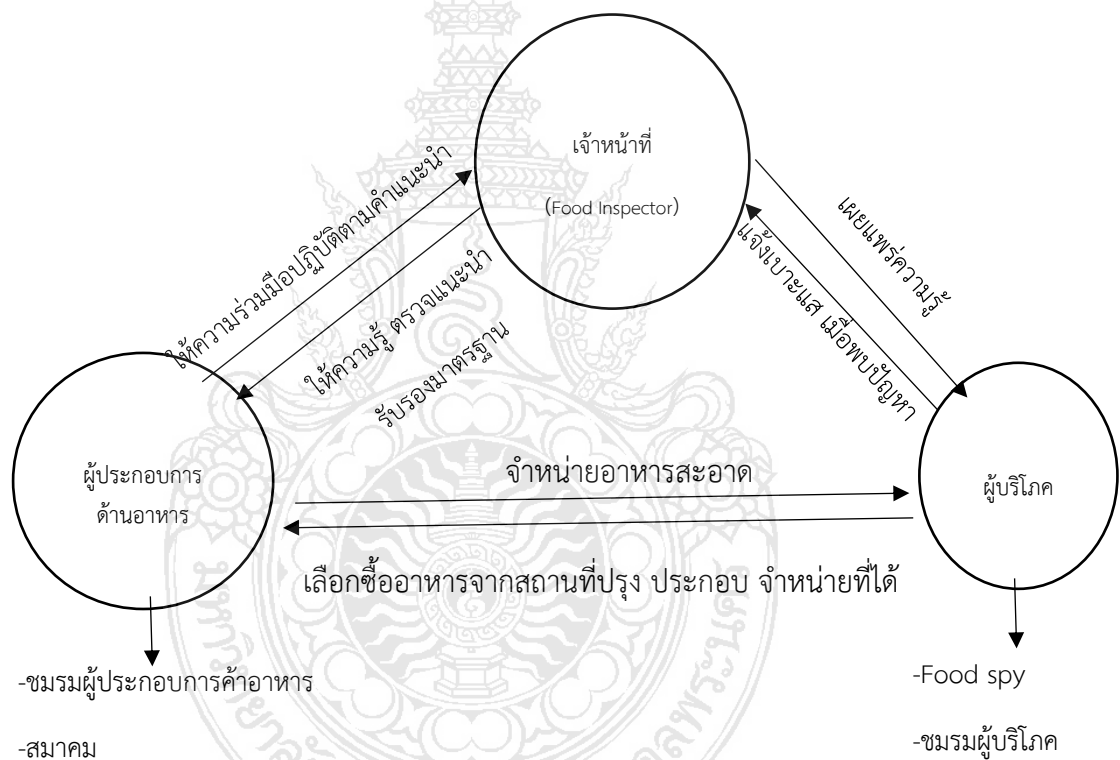 เจ้าหน้าที่
(Food Inspector)
ให้ความร่วมมือปฏิบัติตามคำแนะนำ
ให้ความรู้ ตรวจแนะนำ
รับรองมาตรฐาน
เผยแพร่ความรู้
แจ้งเบาะแส เมื่อพบปัญหา
ผู้ประกอบการ
ด้านอาหาร
จำหน่ายอาหารสะอาด
ผู้บริโภค
เลือกซื้ออาหารจากสถานที่ปรุง ประกอบ จำหน่ายที่ได้
-ชมรมผู้ประกอบการค้าอาหาร
-สมาคม
-Food spy
-ชมรมผู้บริโภค